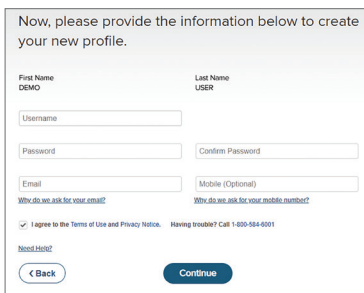 Now, please provide the information below to create
your new profile.
First Name
Last Name
DEMO
USER
Username
Password
Confirm Password
Email
Mobile (Optional)
Why do we ask for your email?
Why do we ask for your mobile number?
I agree to the Terms of Use and Privacy Notice. Having trouble? Call 1-800-584-6001
Need Help?
< Back
Continue